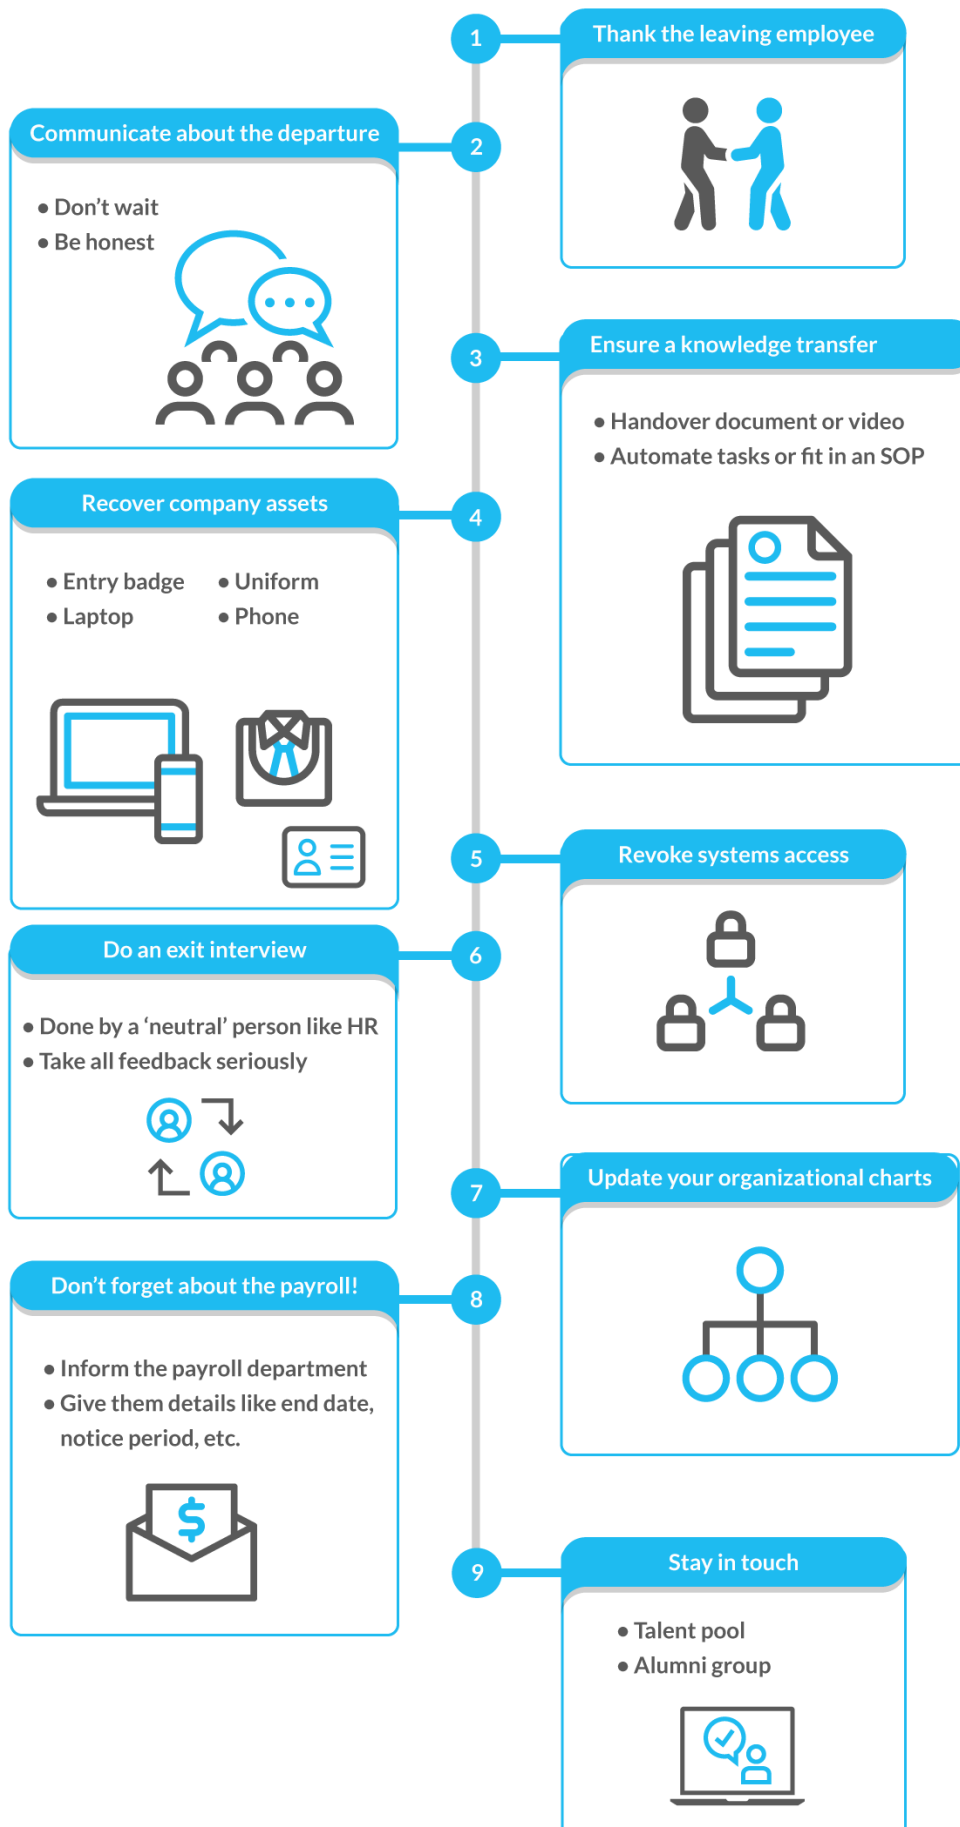 1
Thank the leaving employee
Communicate about the departure
2
• Don’t wait
• Be honest
3
Ensure a knowledge transfer
• Handover document or video
• Automate tasks or fit in an SOP
Recover company assets
4
• Entry badge
• Laptop
• Uniform
• Phone
5
Revoke systems access
Do an exit interview
6
• Done by a ‘neutral’ person like HR
• Take all feedback seriously
7
Update your organizational charts
Don’t forget about the payroll!
8
• Inform the payroll department
• Give them details like end date,
notice period, etc.
$
9
Stay in touch
• Talent pool
• Alumni group